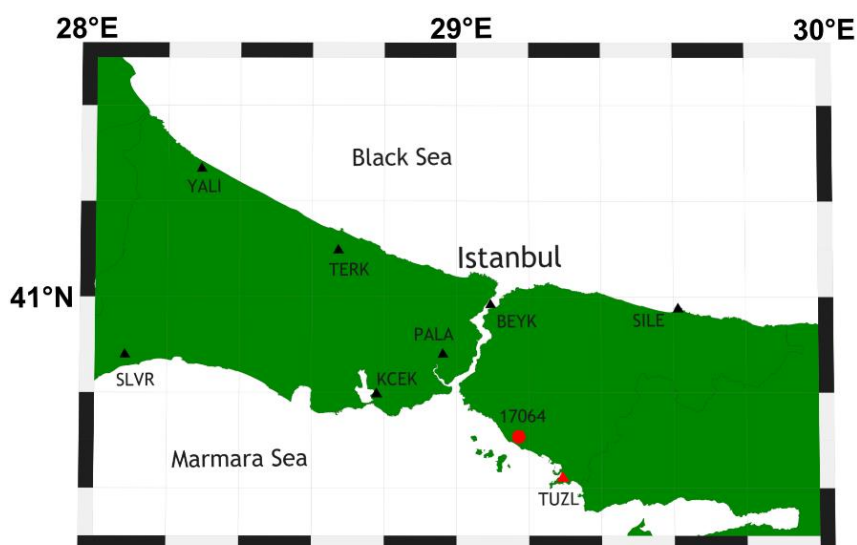 28°E 29°E 30°E
Black Sea
YALI
Istanbul
TERK
41°N
BEYK
SILE
PALA
SLVR
KCEK
17064
Marmara Sea
TUZL